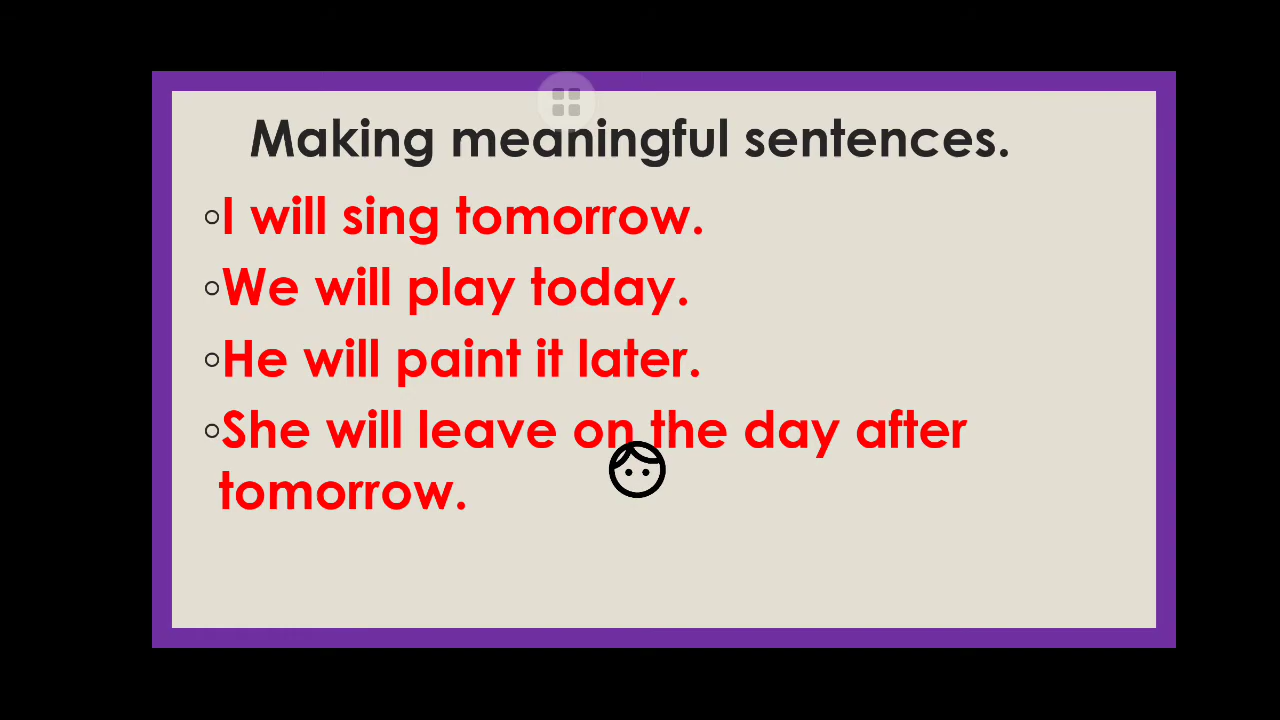 Making meaningful sentences.
◦I will sing tomorrow.
◦We will play today.
◦He will paint it later.
◦She will leave on the day after
tomorrow.